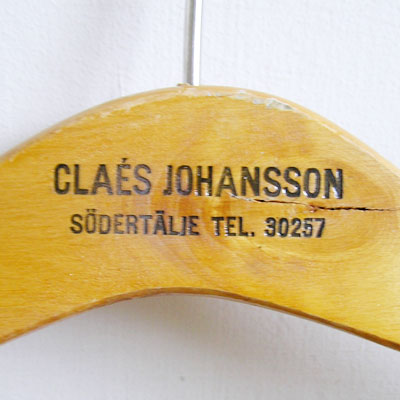 CLAÉS JOHANSSON
SÖDERTÄLJE TEL. 30257